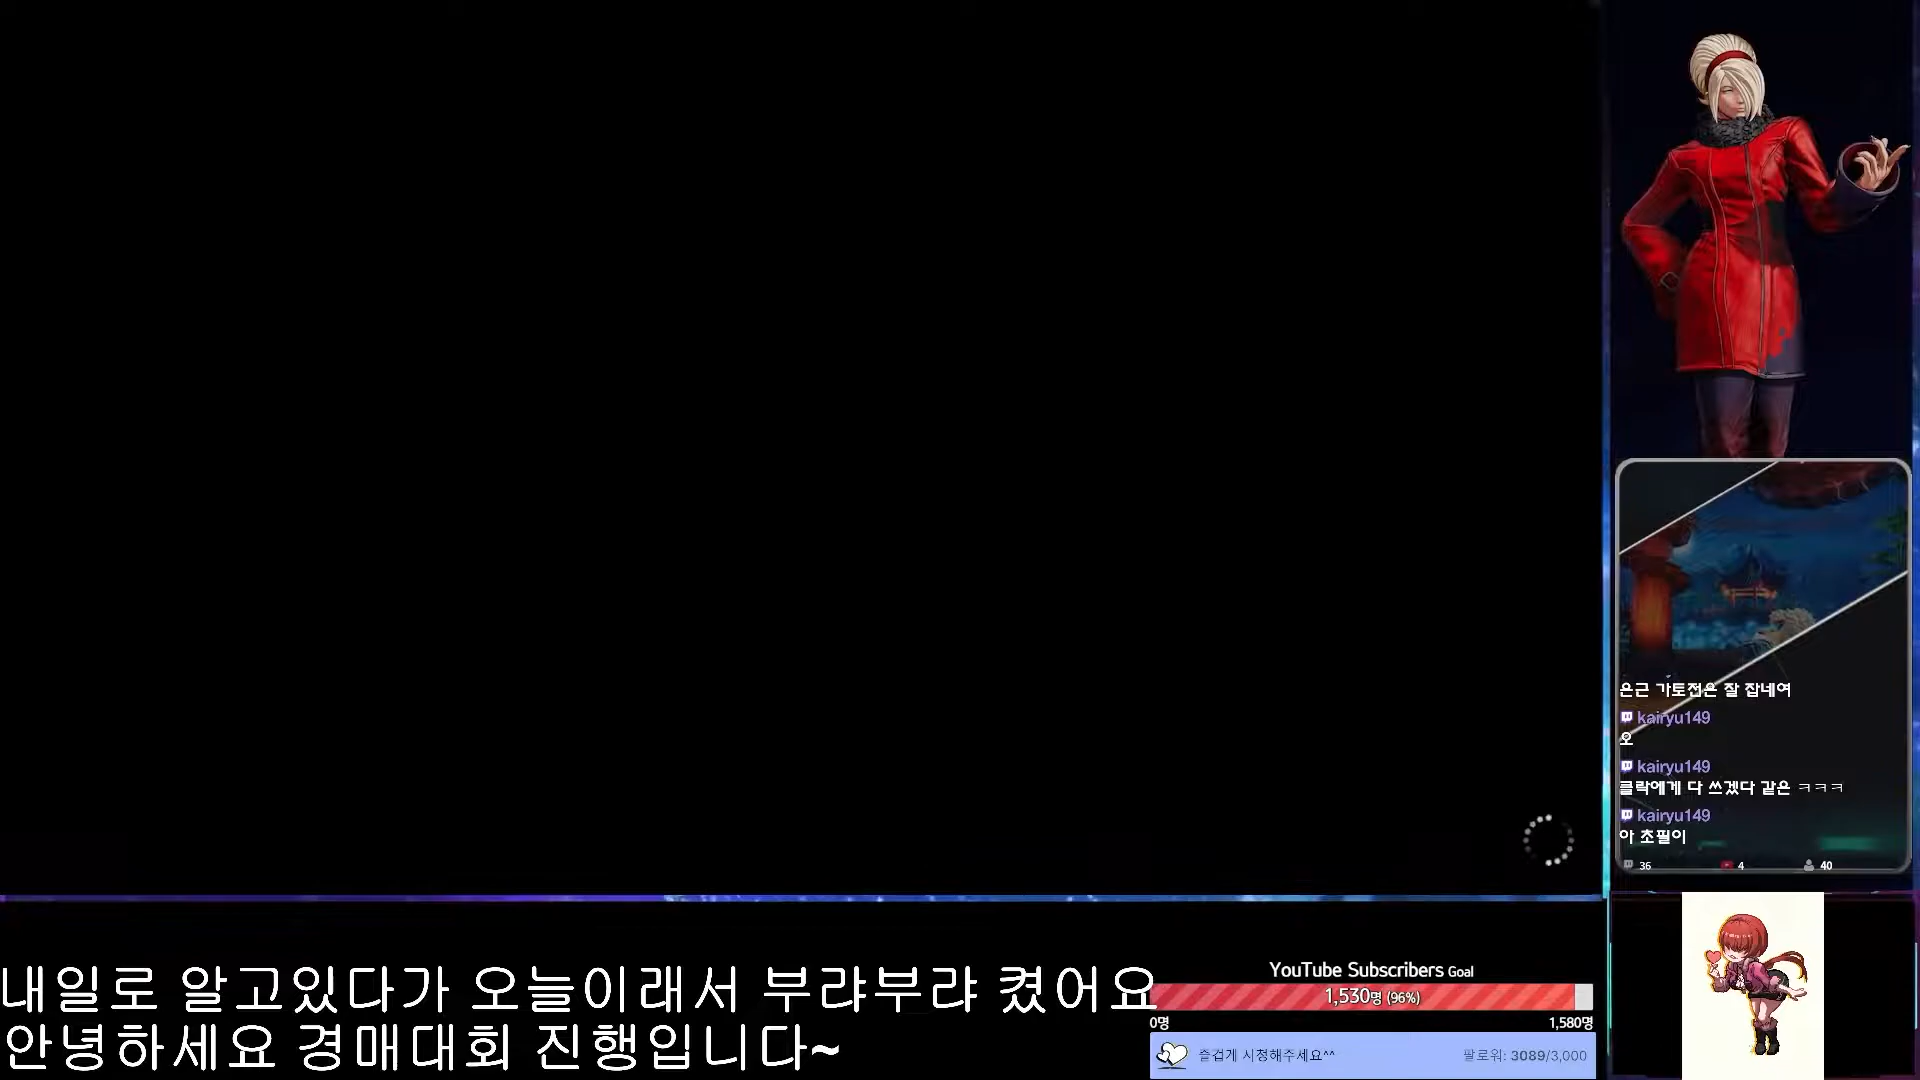 은근 가토전은 잘 잡네여
kairyu149
오
kairyu149
클락에게 다 쓰겠다 같은 ㅋㅋㅋ
kairyu149
아 초필이
36 4 40
내일로 알고있다가 오늘이래서 부랴부랴 켰어요
안녕하세요 경매대회 진행입니다~
YouTube Subscribers Goal
1,530명 (96%)
0명 1,580명
즐겁게 시청해주세요^^ 팔로워: 3089/3,000